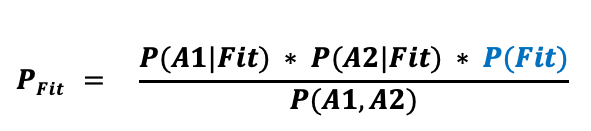 P(A1|Fit) * P(A2|Fit) * P(Fit)
P_Fit =
P(A1, A2)